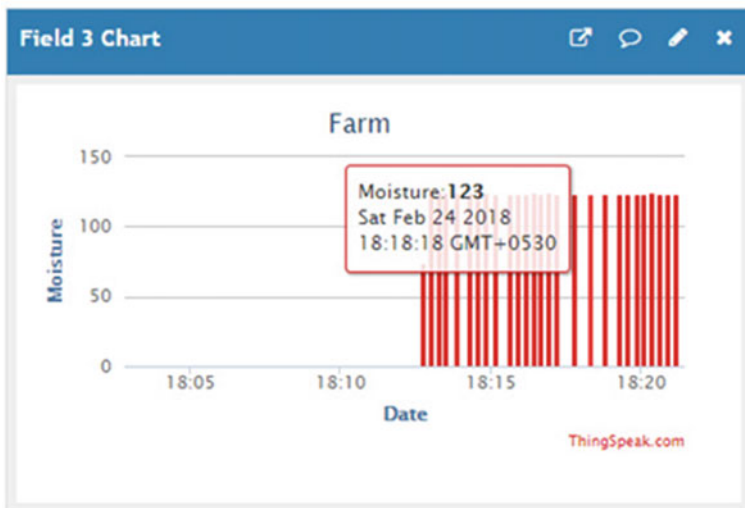 Field 3 Chart
Farm
150
Moisture:123
Sat Feb 24 2018
18:18:18 GMT+0530
100
50
0
Moisture
18:05
18:10
18:15
18:20
Date
ThingSpeak.com